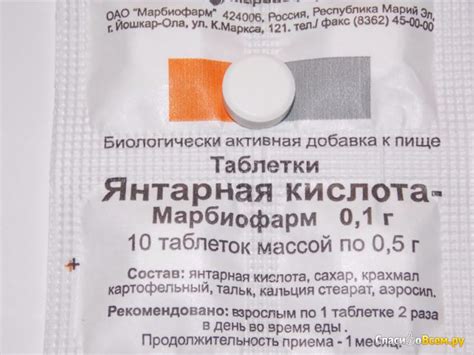 ОАО "Марбиофарм" 424006, Россия, Республика Марий Эл,
г. Йошкар-Ола, ул. К.Маркса, 121. тел./ факс (8362) 45-00-00
Биологически активная добавка к пище
Таблетки
Янтарная кислота-
Марбиофарм 0,1 г
10 таблеток массой по 0,5 г
Состав: янтарная кислота, сахар, крахмал
картофельный, тальк, кальция стеарат, аэросил.
Рекомендовано: взрослым по 1 таблетке 2 раза
в день во время еды.
Продолжительность приема - 1 месяц.
СпасибоВсем.ру